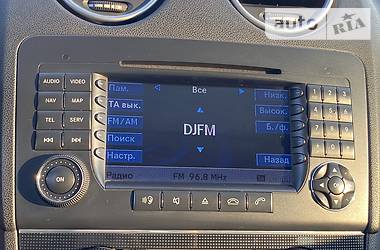 auto RIA
AUDIO VIDEO
Пам. Все Низк.
NAV MAP
ТА вык. Высок.
TEL SERV
FM/AM DJFM Б./ф.
Поиск
Настр. Назад
ON
Радио FM 96.8 MHz